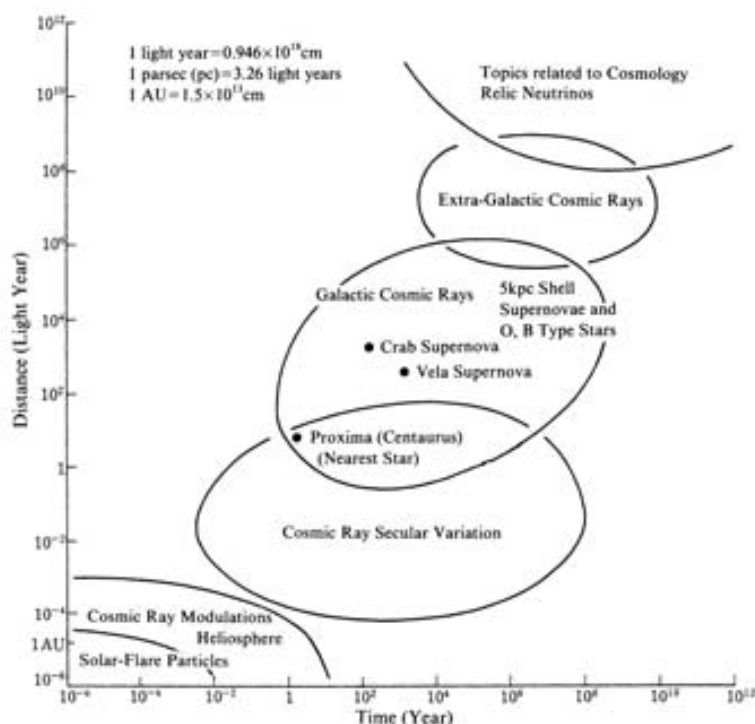 10¹²
10¹⁰
10⁸
10⁶
10⁴
10²
1
10⁻²
10⁻⁴
1AU
10⁻⁶
Distance (Light Year)
1 light year=0.946×10¹⁸cm
1 parsec (pc)=3.26 light years
1 AU=1.5×10¹³cm
Topics related to Cosmology
Relic Neutrinos
Extra-Galactic Cosmic Rays
Galactic Cosmic Rays
5kpc Shell
Supernovae and
O, B Type Stars
Crab Supernova
Vela Supernova
Proxima (Centaurus)
(Nearest Star)
Cosmic Ray Secular Variation
Cosmic Ray Modulations
Heliosphere
Solar-Flare Particles
10⁻⁶ 10⁻⁴ 10⁻² 1 10² 10⁴ 10⁶ 10⁸ 10¹⁰ 10¹²
Time (Year)